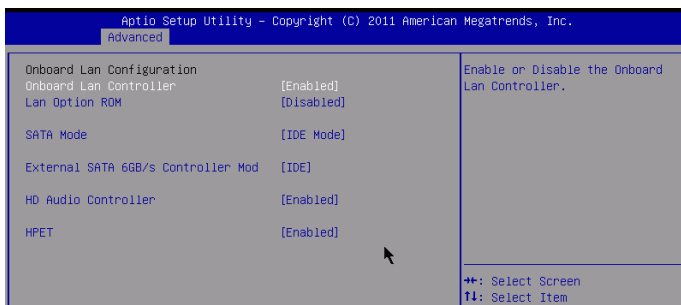 Aptio Setup Utility – Copyright (C) 2011 American Megatrends, Inc.
Advanced
Onboard Lan Configuration
Onboard Lan Controller [Enabled]
Lan Option ROM [Disabled]
SATA Mode [IDE Mode]
External SATA 6GB/s Controller Mod [IDE]
HD Audio Controller [Enabled]
HPET [Enabled]
Enable or Disable the Onboard
Lan Controller.
→←: Select Screen
↑↓: Select Item